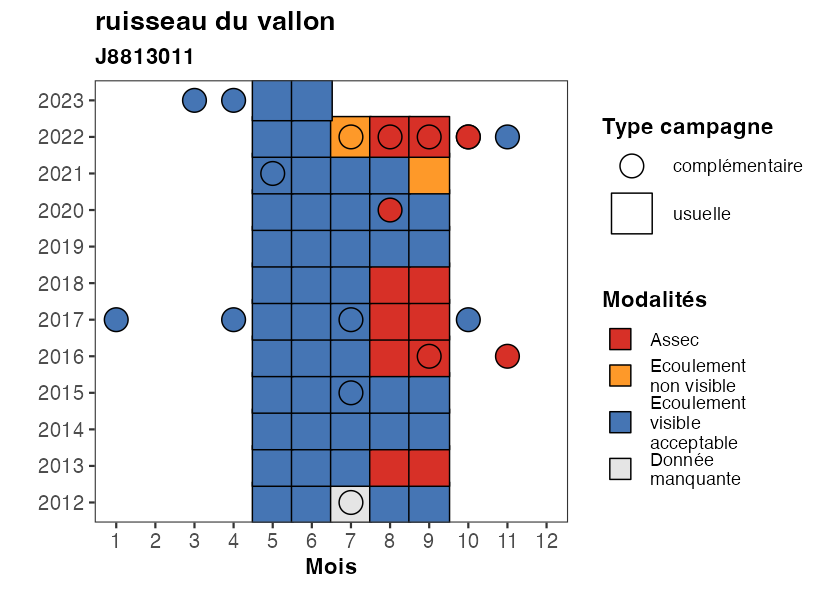 ruisseau du vallon
J8813011
2023
2022
2021
2020
2019
2018
2017
2016
2015
2014
2013
2012
1 2 3 4 5 6 7 8 9 10 11 12
Mois
Type campagne
complémentaire
usuelle
Modalités
Assec
Ecoulement
non visible
Ecoulement
visible
acceptable
Donnée
manquante